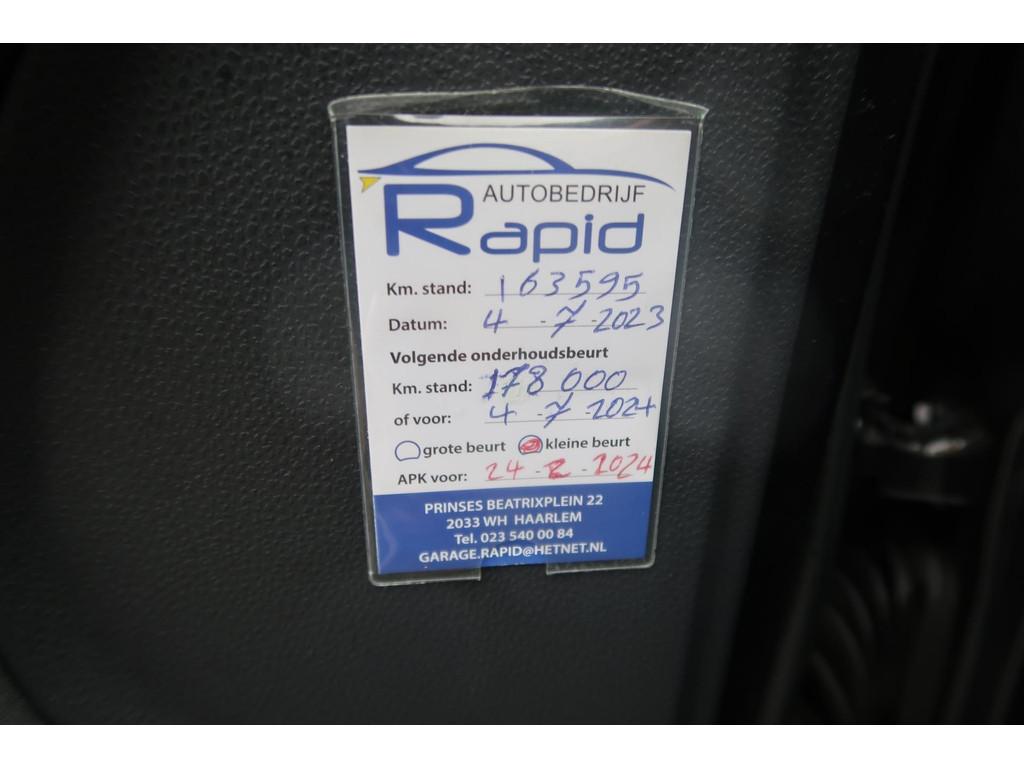 AUTOBEDRIJF
Rapid
Km. stand: 163595
Datum: 4 - 7 - 2023
Volgende onderhoudsbeurt
Km. stand: 178 000
of voor: 4 - 7 - 2024
grote beurt kleine beurt
APK voor: 24 - 2 - 2024
PRINSES BEATRIXPLEIN 22
2033 WH HAARLEM
Tel. 023 540 00 84
GARAGE.RAPID@HETNET.NL